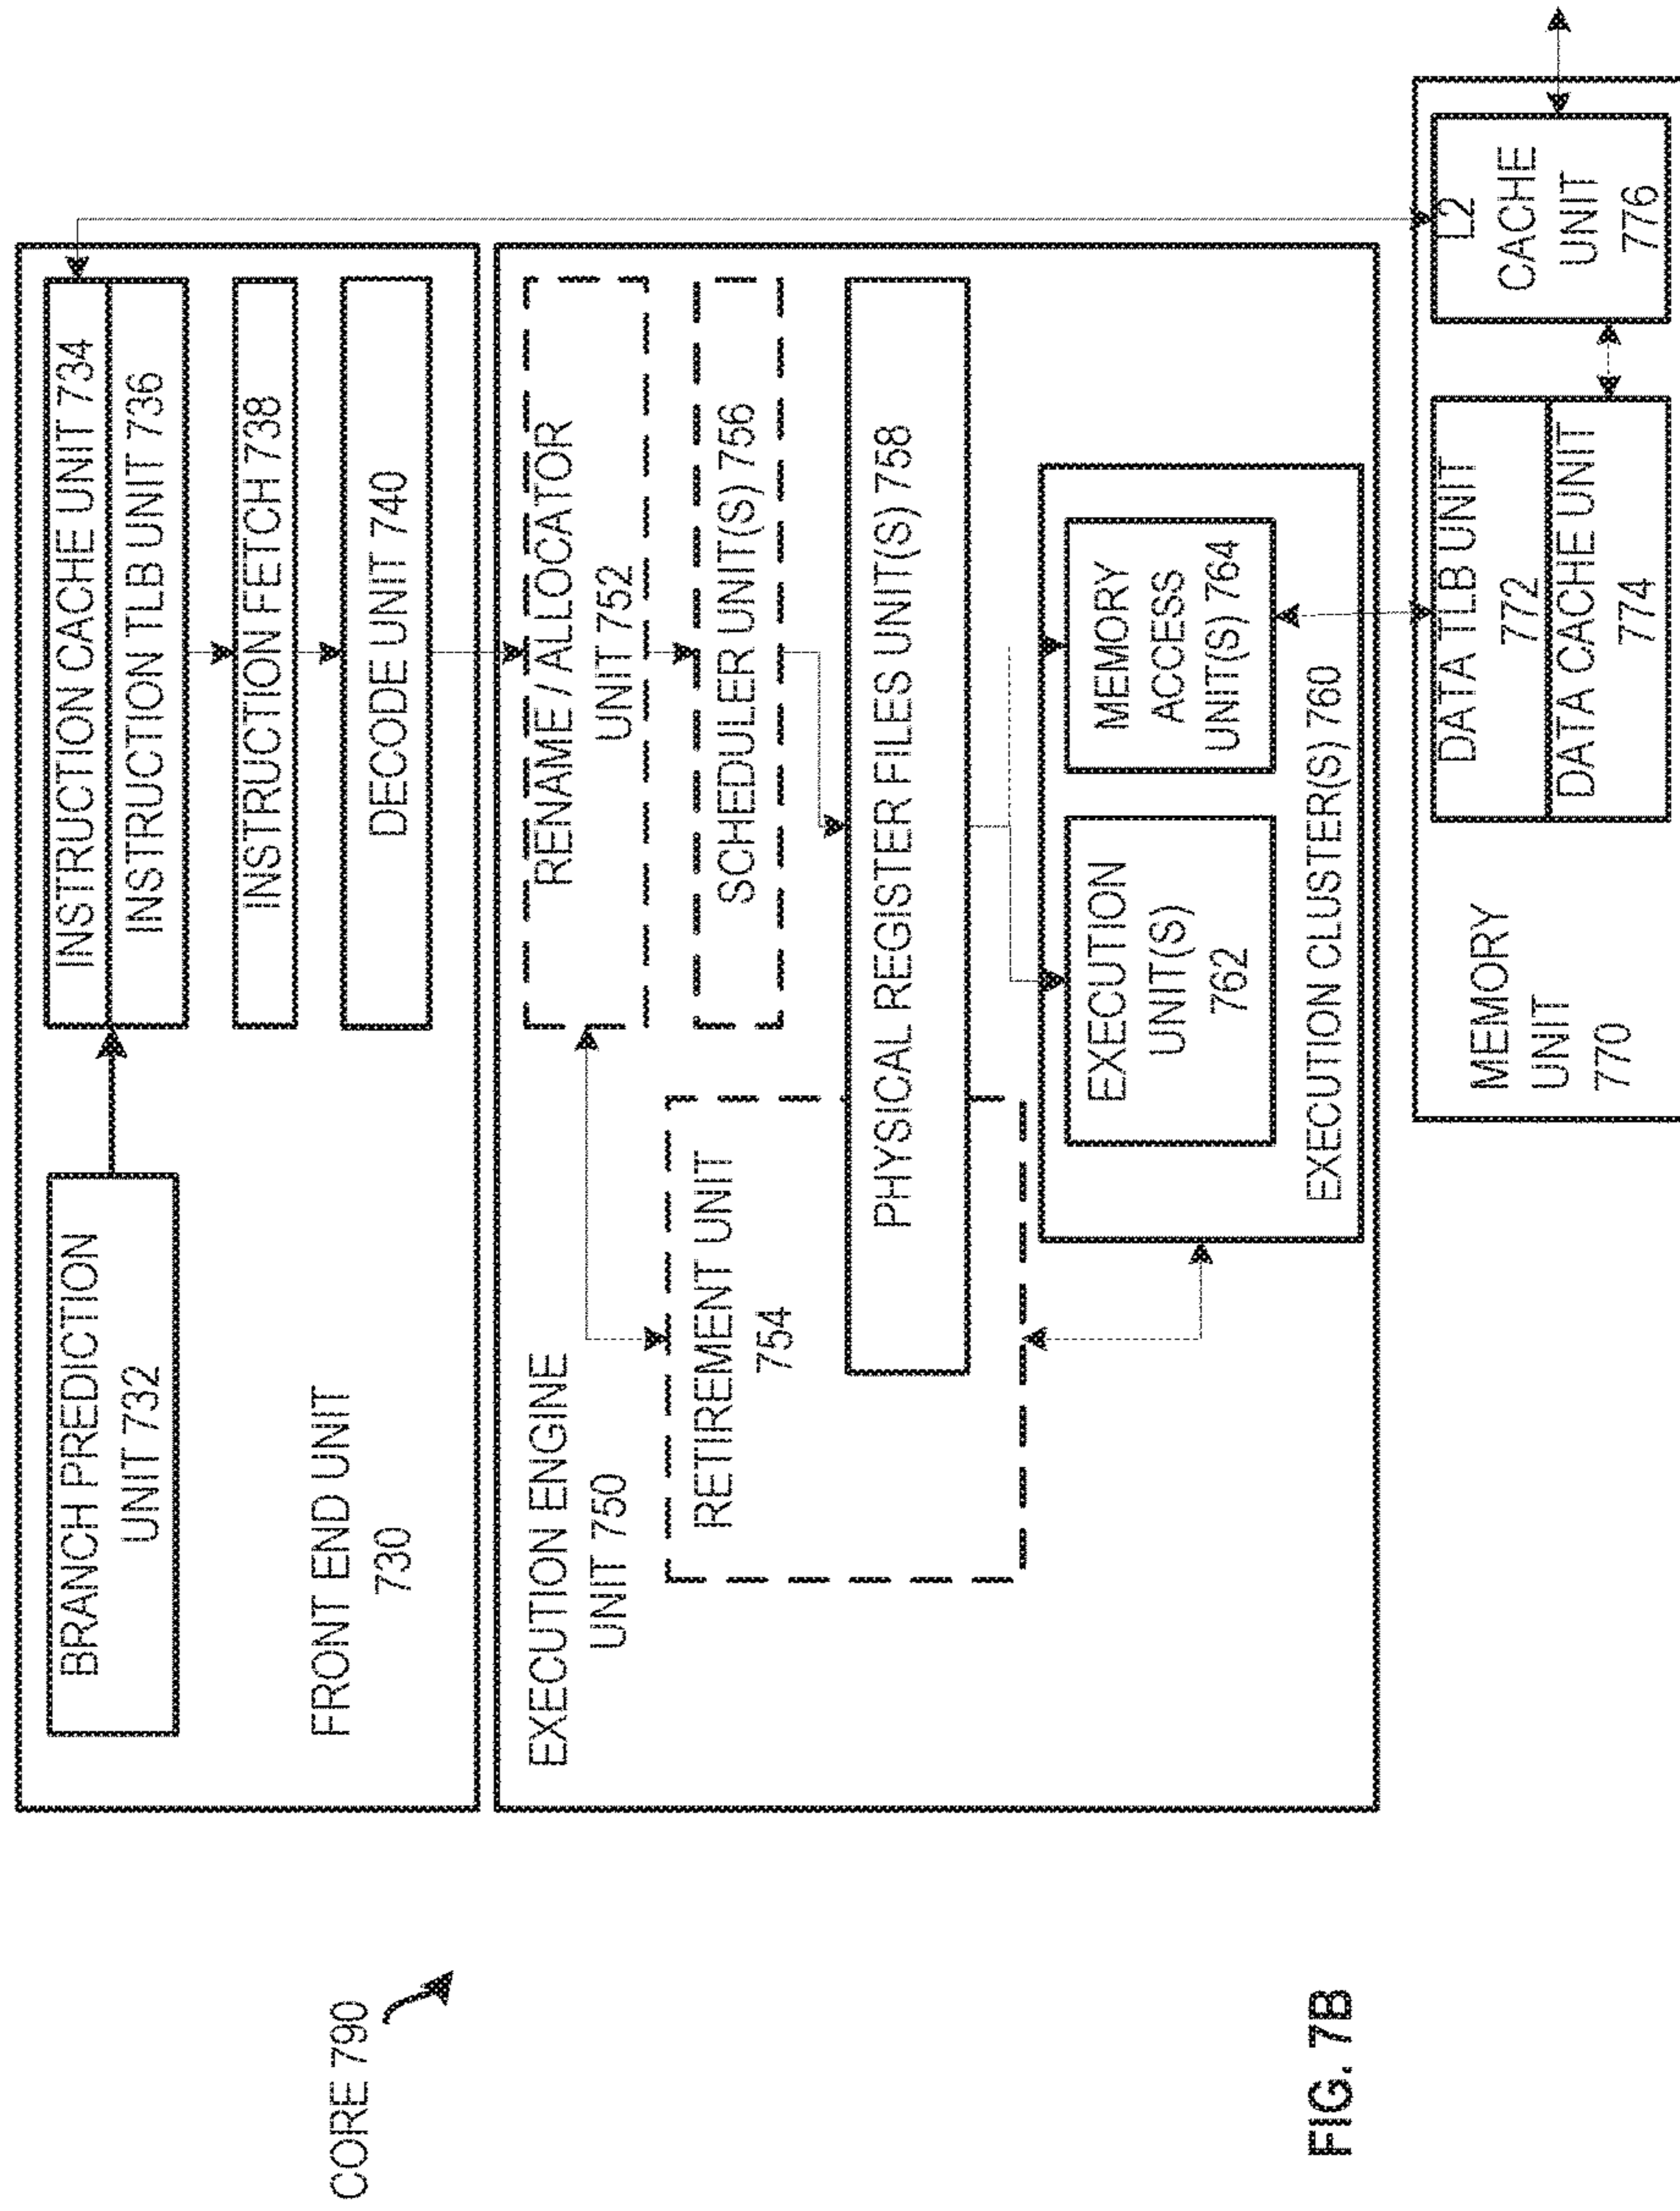 CORE 790
FRONT END UNIT
730
BRANCH PREDICTION
UNIT 732
INSTRUCTION CACHE UNIT 734
INSTRUCTION TLB UNIT 736
INSTRUCTION FETCH 738
DECODE UNIT 740
EXECUTION ENGINE
UNIT 750
RENAME / ALLOCATOR
UNIT 752
RETIREMENT UNIT
754
SCHEDULER UNIT(S) 756
PHYSICAL REGISTER FILES UNIT(S) 758
EXECUTION
UNIT(S)
762
MEMORY
ACCESS
UNIT(S) 764
EXECUTION CLUSTER(S) 760
MEMORY
UNIT
770
DATA TLB UNIT
772
DATA CACHE UNIT
774
L2
CACHE
UNIT
776
FIG. 7B